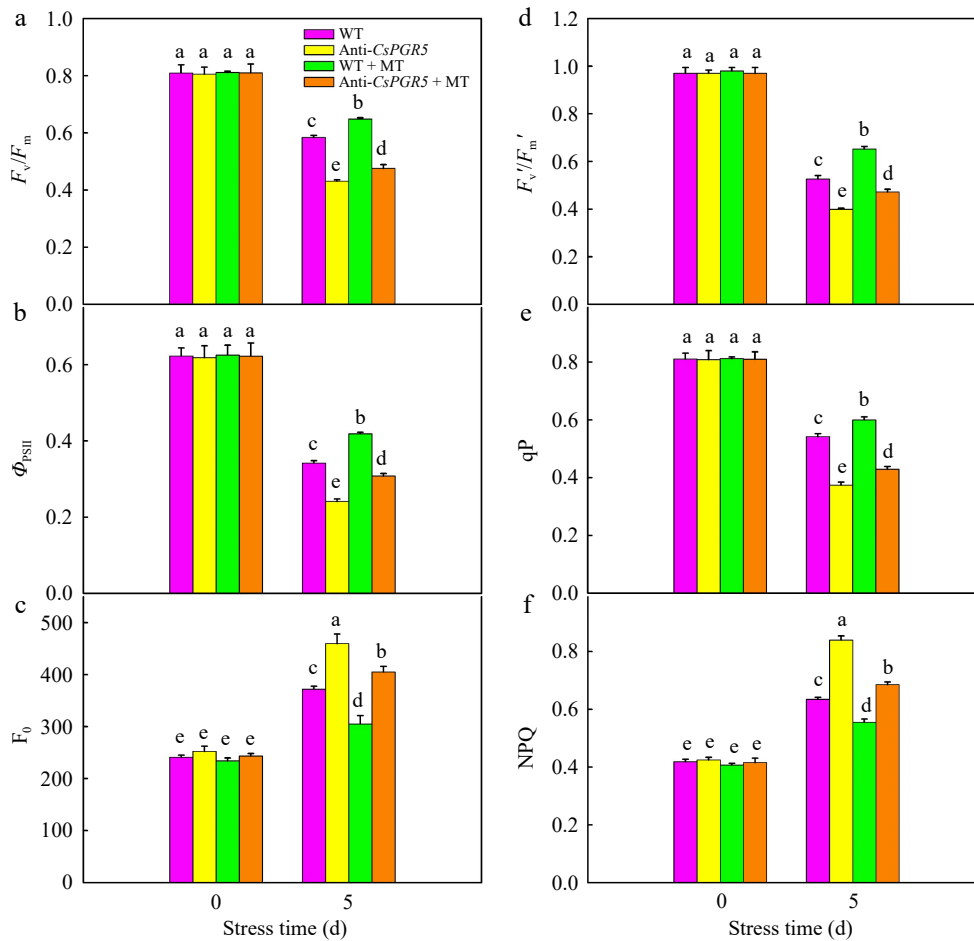 a
WT
Anti-CsPGR5
WT + MT
Anti-CsPGR5 + MT
1.0
0.8
0.6
0.4
0.2
0.0
Fv/Fm
a a a a
c e b d
b
0.6
0.4
0.2
0.0
ΦPSII
a a a a
c e b d
c
500
400
300
200
100
0
F0
e e e e
c a d b
0 5
Stress time (d)
d
1.2
1.0
0.8
0.6
0.4
0.2
0.0
Fv′/Fm′
a a a a
c e b d
e
0.8
0.6
0.4
0.2
0.0
qP
a a a a
c e b d
f
0.8
0.6
0.4
0.2
0.0
NPQ
e e e e
c a d b
0 5
Stress time (d)